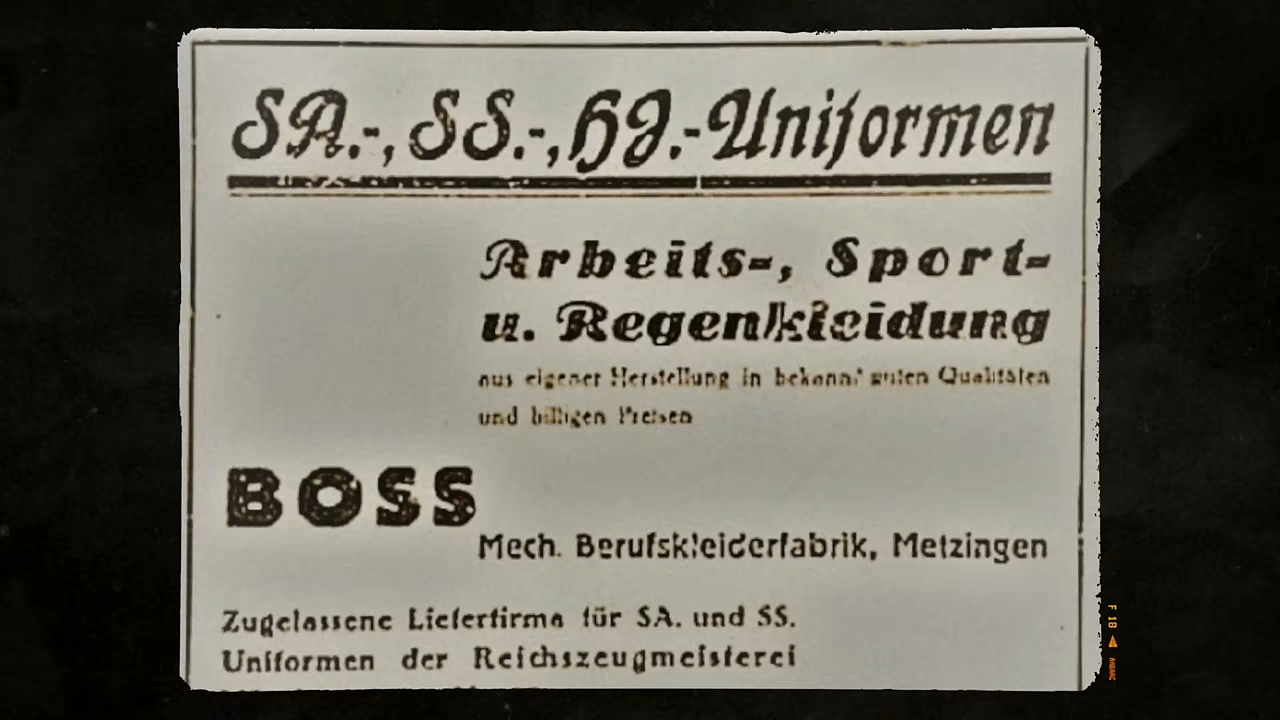 SA.-, SS.-, HJ.-Uniformen
Arbeits-, Sport-
u. Regenkleidung
aus eigener Herstellung in bekannt guten Qualitäten
und billigen Preisen
BOSS
Mech. Berufskleiderfabrik, Metzingen
Zugelassene Lieferfirma für SA. und SS.
Uniformen der Reichszeugmeisterei
F 18